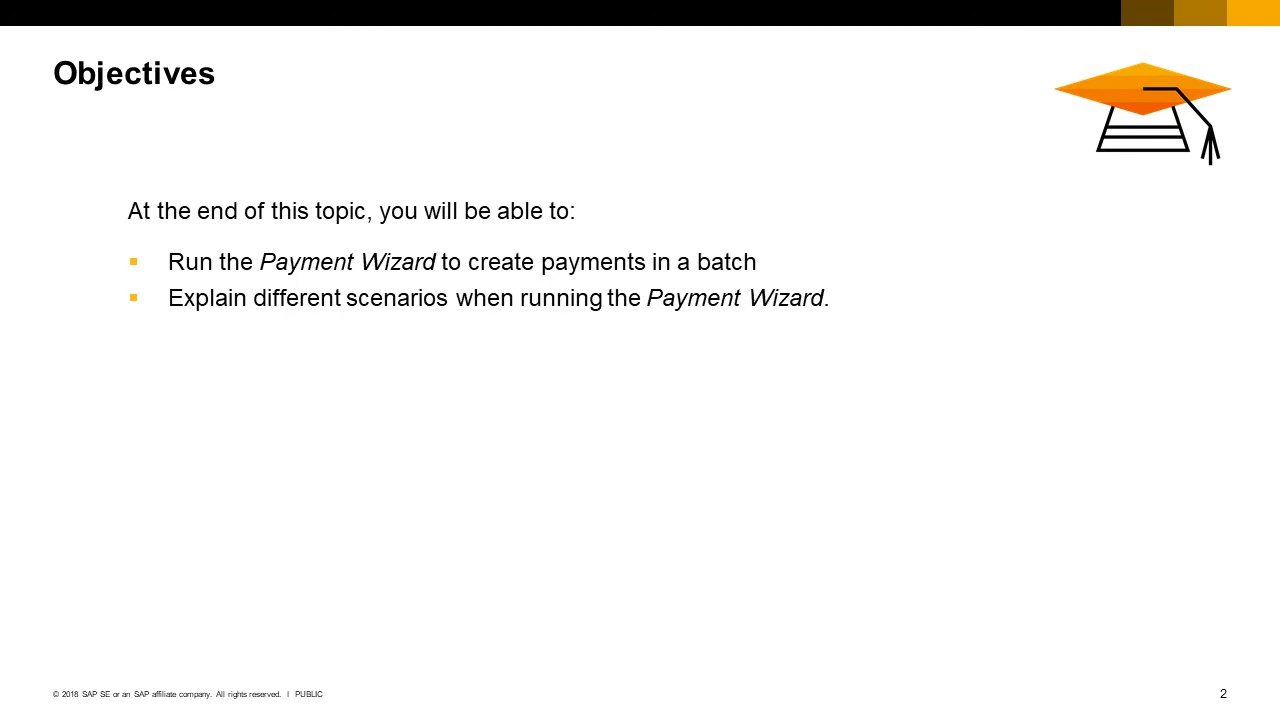 Objectives
At the end of this topic, you will be able to:
▪ Run the Payment Wizard to create payments in a batch
▪ Explain different scenarios when running the Payment Wizard.
© 2018 SAP SE or an SAP affiliate company. All rights reserved. I PUBLIC
2